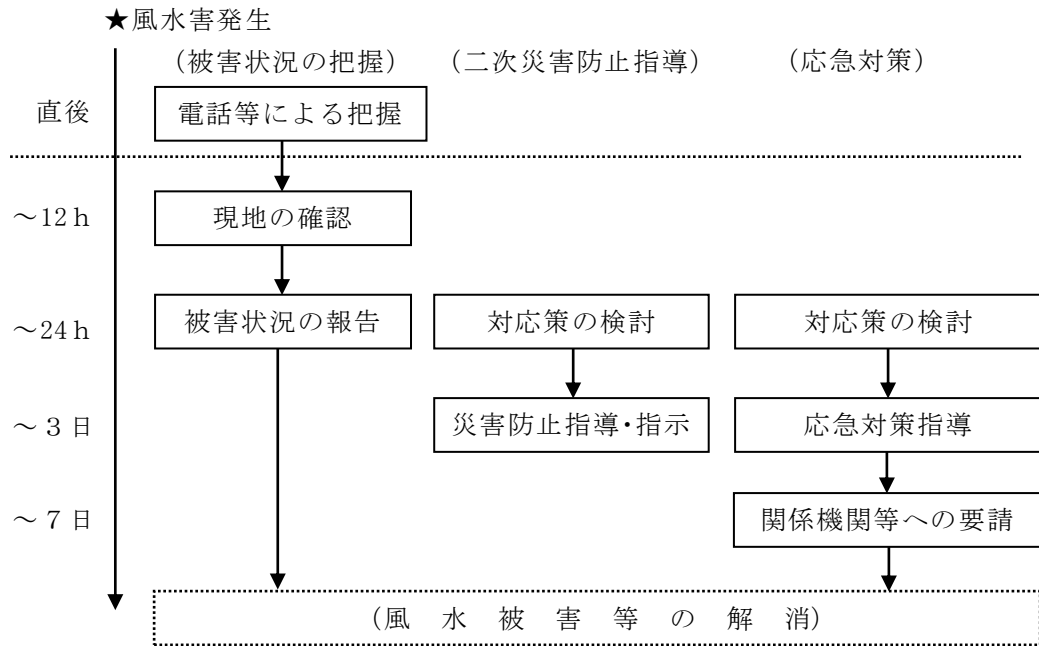 ★風水害発生
(被害状況の把握) (二次災害防止指導) (応急対策)
直後 電話等による把握
～12ｈ 現地の確認
～24ｈ 被害状況の報告 対応策の検討 対応策の検討
～３日 災害防止指導・指示 応急対策指導
～７日 関係機関等への要請
(風 水 被 害 等 の 解 消)